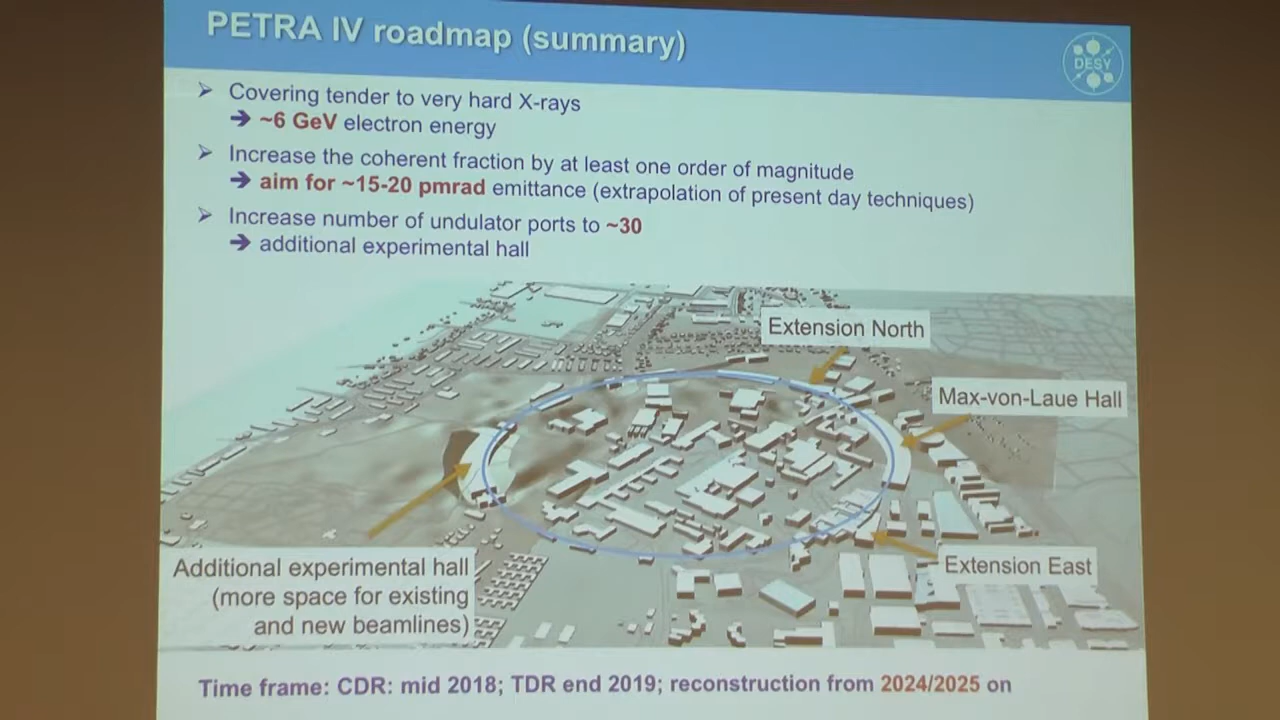 PETRA IV roadmap (summary)
DESY
➢ Covering tender to very hard X-rays
➔ ~6 GeV electron energy
➢ Increase the coherent fraction by at least one order of magnitude
➔ aim for ~15-20 pmrad emittance (extrapolation of present day techniques)
➢ Increase number of undulator ports to ~30
➔ additional experimental hall
Extension North
Max-von-Laue Hall
Extension East
Additional experimental hall
(more space for existing
and new beamlines)
Time frame: CDR: mid 2018; TDR end 2019; reconstruction from 2024/2025 on